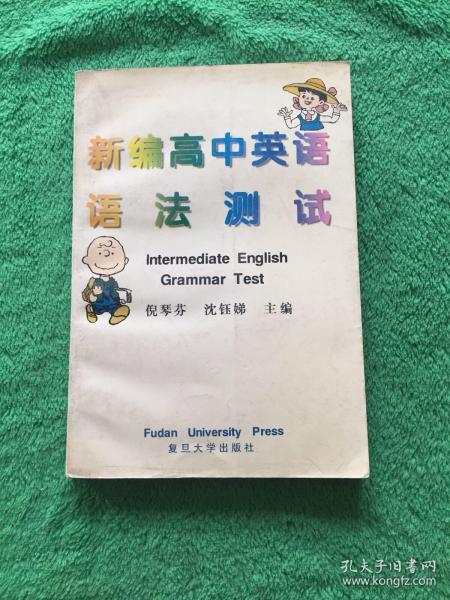 新编高中英语
语法测试
Intermediate English
Grammar Test
倪琴芬 沈钰娣 主编
Fudan University Press
复旦大学出版社
孔夫子旧书网
www.kongfz.com